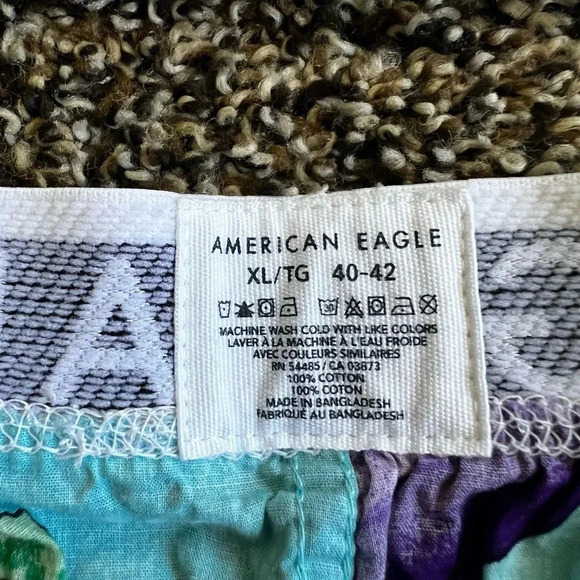 AMERICAN EAGLE
XL/TG 40-42
MACHINE WASH COLD WITH LIKE COLORS
LAVER À LA MACHINE À L'EAU FROIDE
AVEC COULEURS SIMILAIRES
RN 54485/CA 03873
100% COTTON
100% COTON
MADE IN BANGLADESH
FABRIQUÉ AU BANGLADESH
A